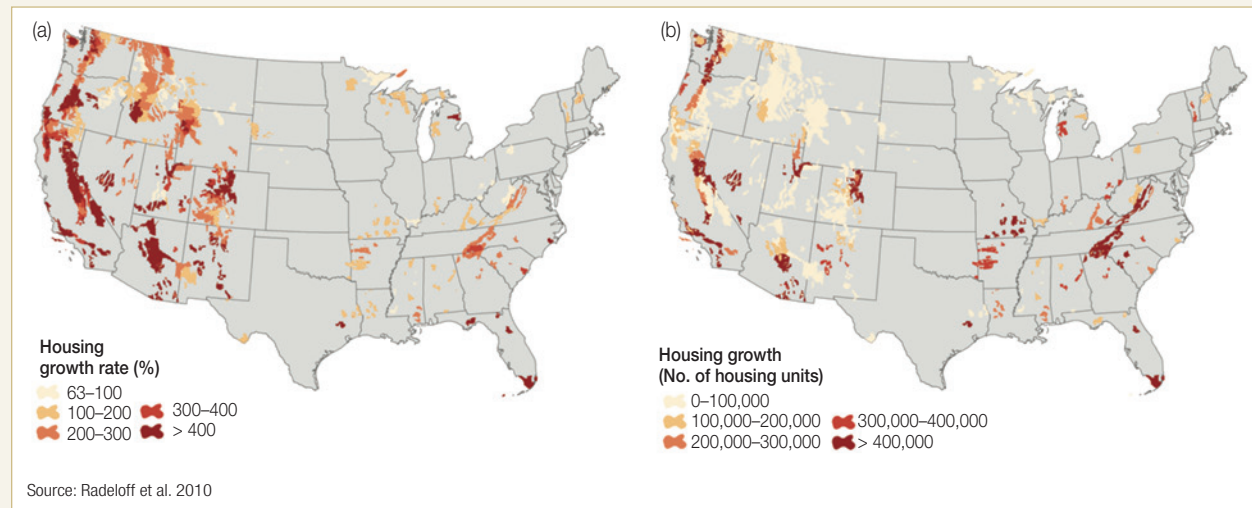 (a)
(b)
Housing
growth rate (%)
63–100
100–200
300–400
200–300
> 400
Housing growth
(No. of housing units)
0–100,000
100,000–200,000
300,000–400,000
200,000–300,000
> 400,000
Source: Radeloff et al. 2010